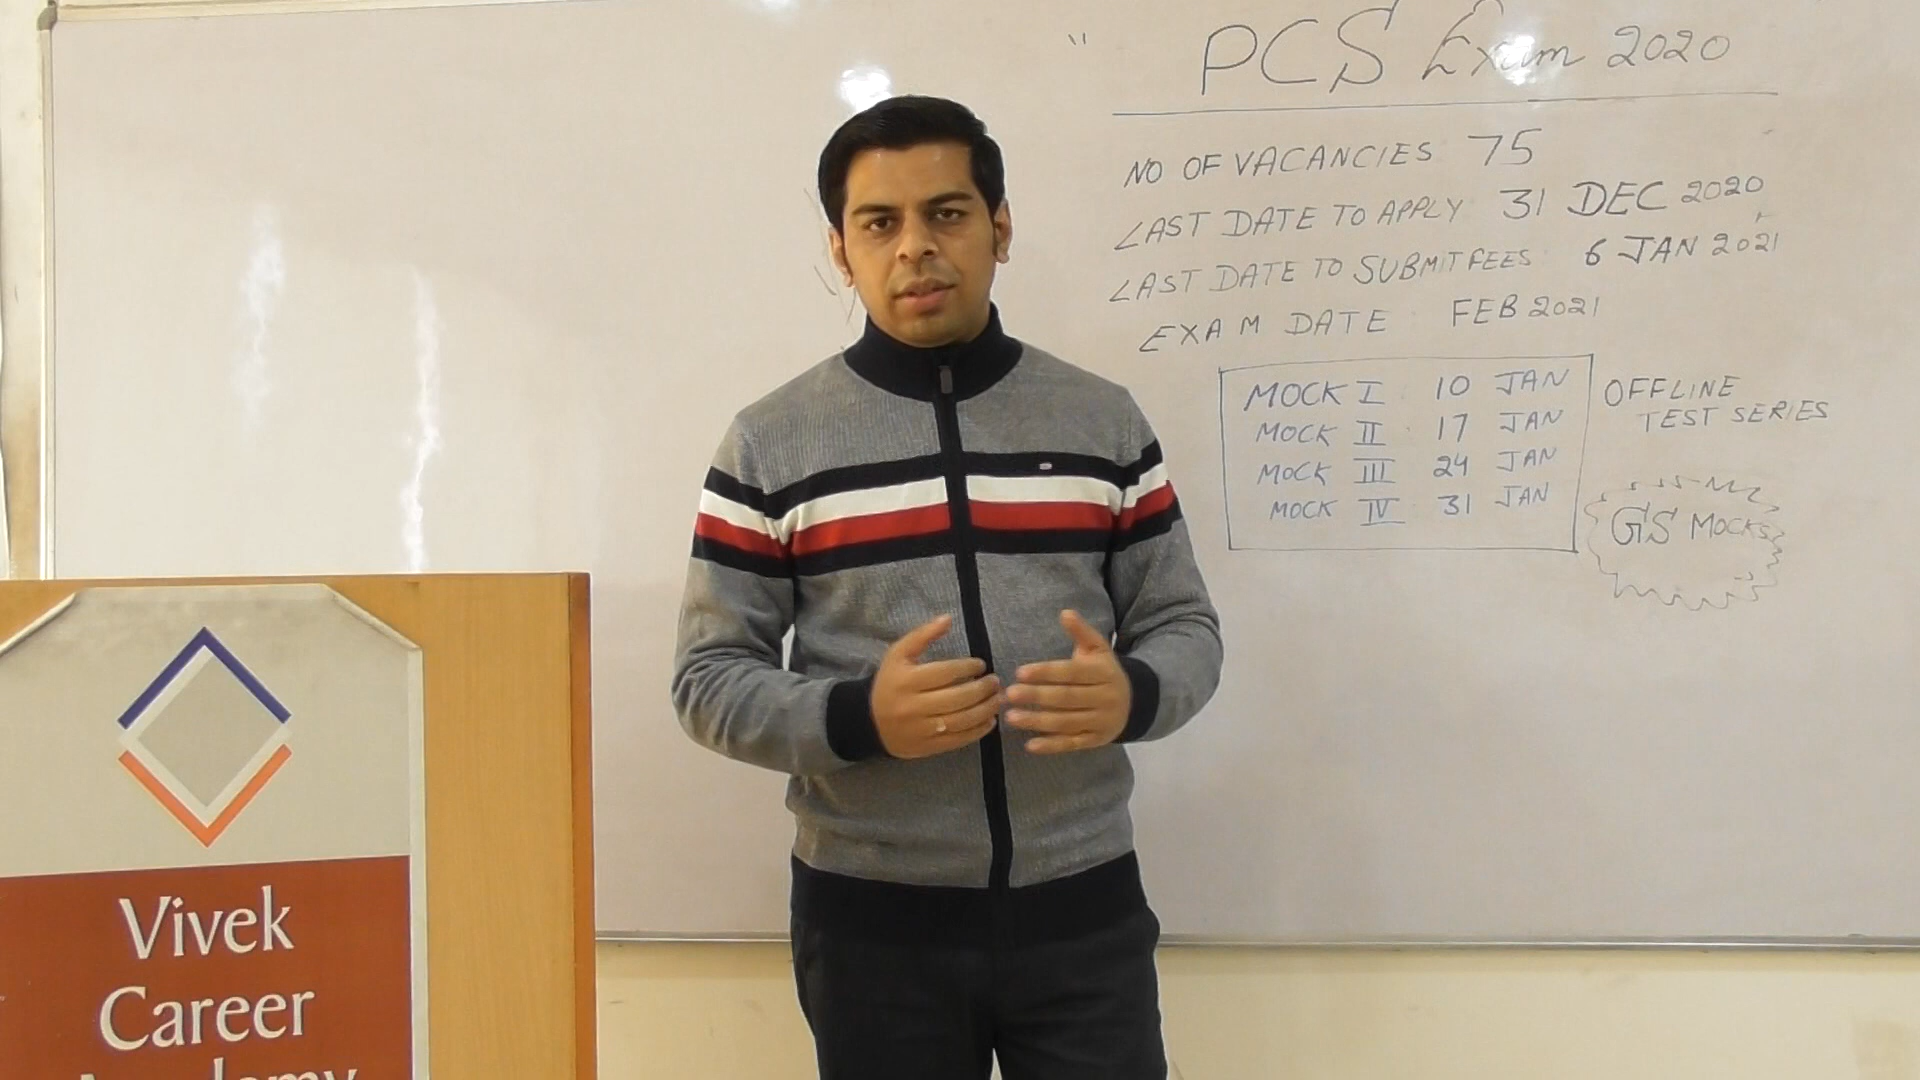 " PCS Exam 2020
NO OF VACANCIES 75
LAST DATE TO APPLY 31 DEC 2020
LAST DATE TO SUBMIT FEES 6 JAN 2021
EXAM DATE FEB 2021
MOCK I 10 JAN
MOCK II 17 JAN
MOCK III 24 JAN
MOCK IV 31 JAN
OFFLINE
TEST SERIES
GS MOCKS
Vivek
Career
Academy